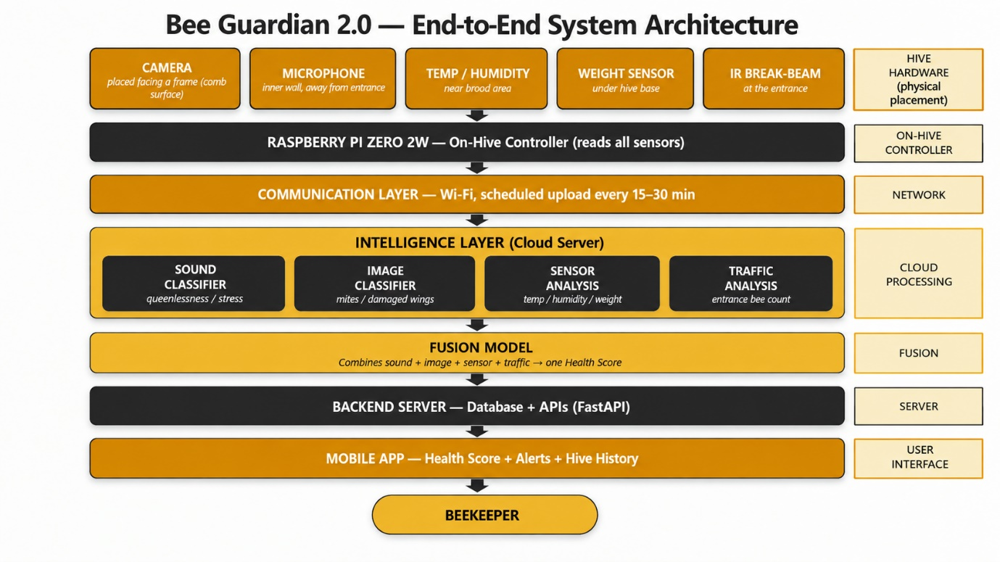 Bee Guardian 2.0 — End-to-End System Architecture
CAMERA
placed facing a frame (comb
surface)
MICROPHONE
inner wall, away from entrance
TEMP / HUMIDITY
near brood area
WEIGHT SENSOR
under hive base
IR BREAK-BEAM
at the entrance
HIVE
HARDWARE
(physical
placement)
RASPBERRY PI ZERO 2W — On-Hive Controller (reads all sensors)
ON-HIVE
CONTROLLER
COMMUNICATION LAYER — Wi-Fi, scheduled upload every 15–30 min
NETWORK
INTELLIGENCE LAYER (Cloud Server)
SOUND
CLASSIFIER
queenlessness / stress
IMAGE
CLASSIFIER
mites / damaged wings
SENSOR
ANALYSIS
temp / humidity / weight
TRAFFIC
ANALYSIS
entrance bee count
CLOUD
PROCESSING
FUSION MODEL
Combines sound + image + sensor + traffic → one Health Score
FUSION
BACKEND SERVER — Database + APIs (FastAPI)
SERVER
MOBILE APP — Health Score + Alerts + Hive History
USER
INTERFACE
BEEKEEPER